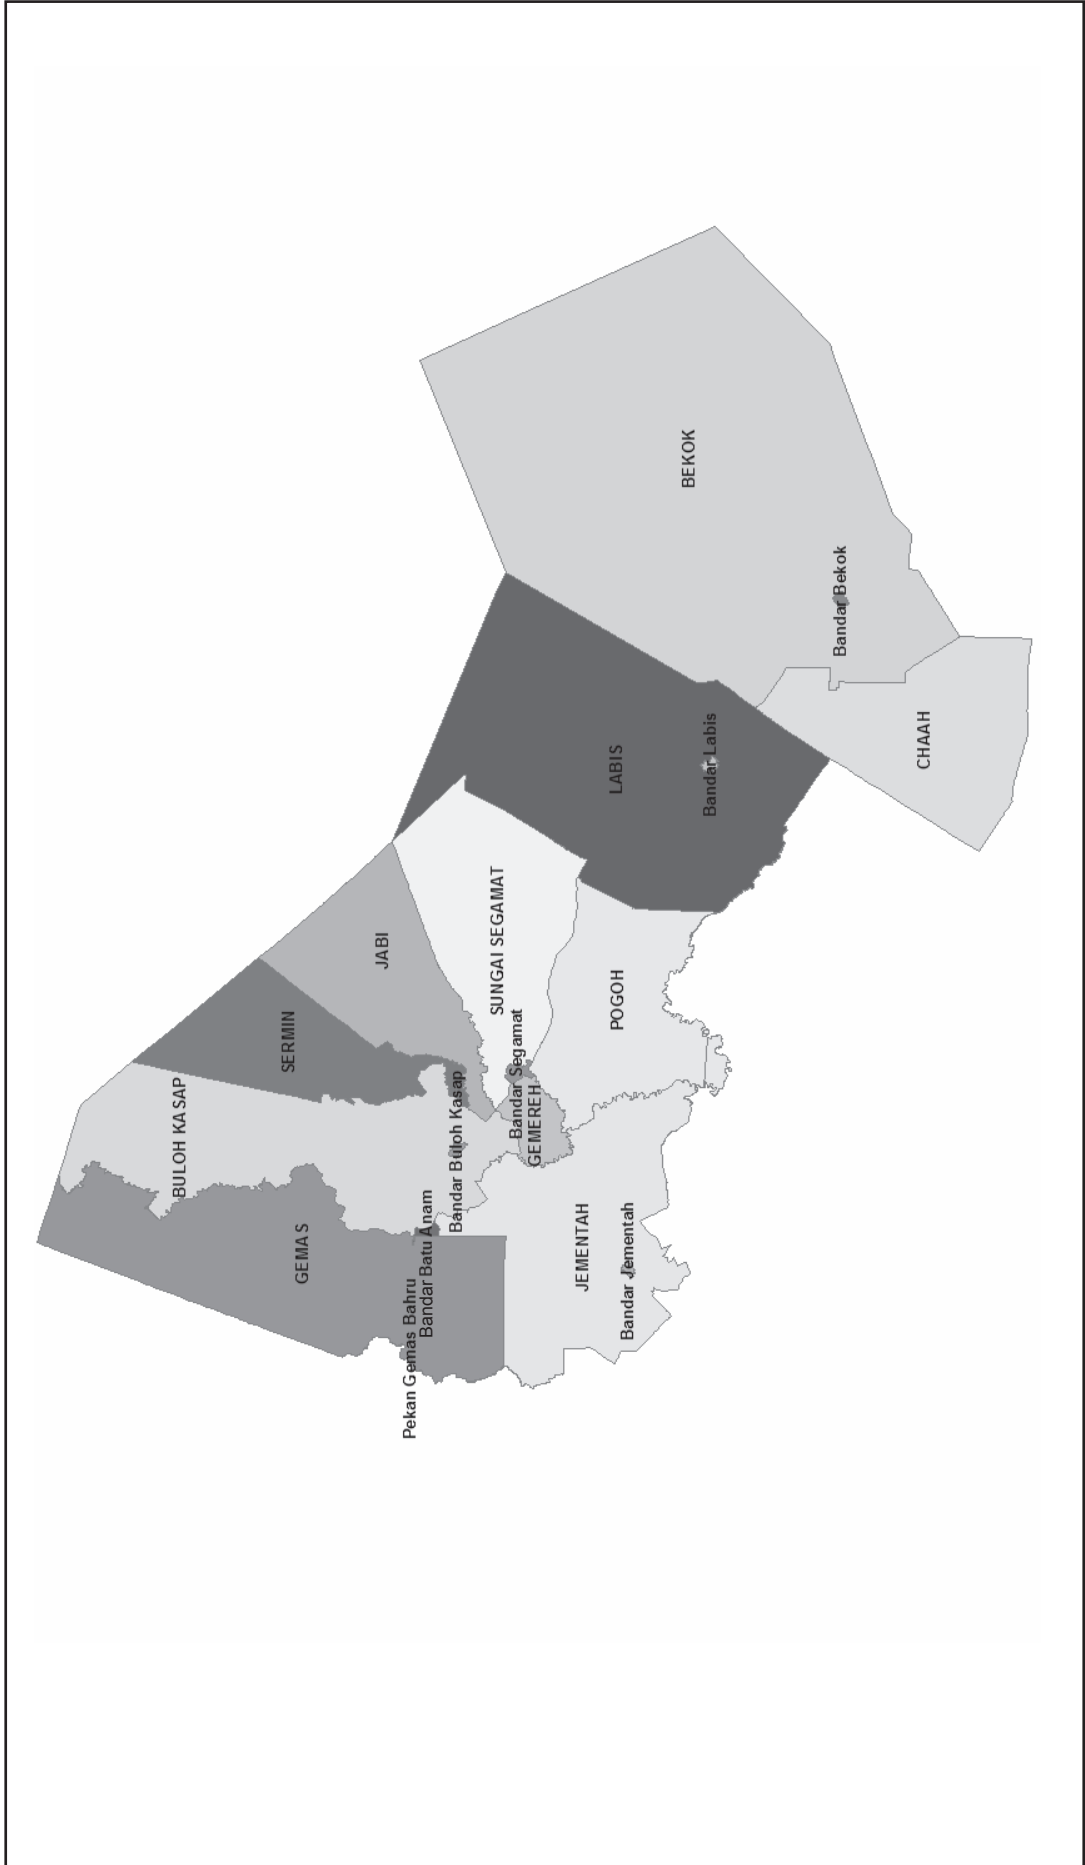 BULOH KASAP
GEMAS
SERMIN
JABI
Pekan Gemas Bahru
Bandar Batu Anam
Bandar Buloh Kasap
SUNGAI SEGAMAT
Bandar Segamat
GEMEREH
JEMENTAH
Bandar Jementah
POGOH
LABIS
Bandar Labis
BEKOK
Bandar Bekok
CHAAH